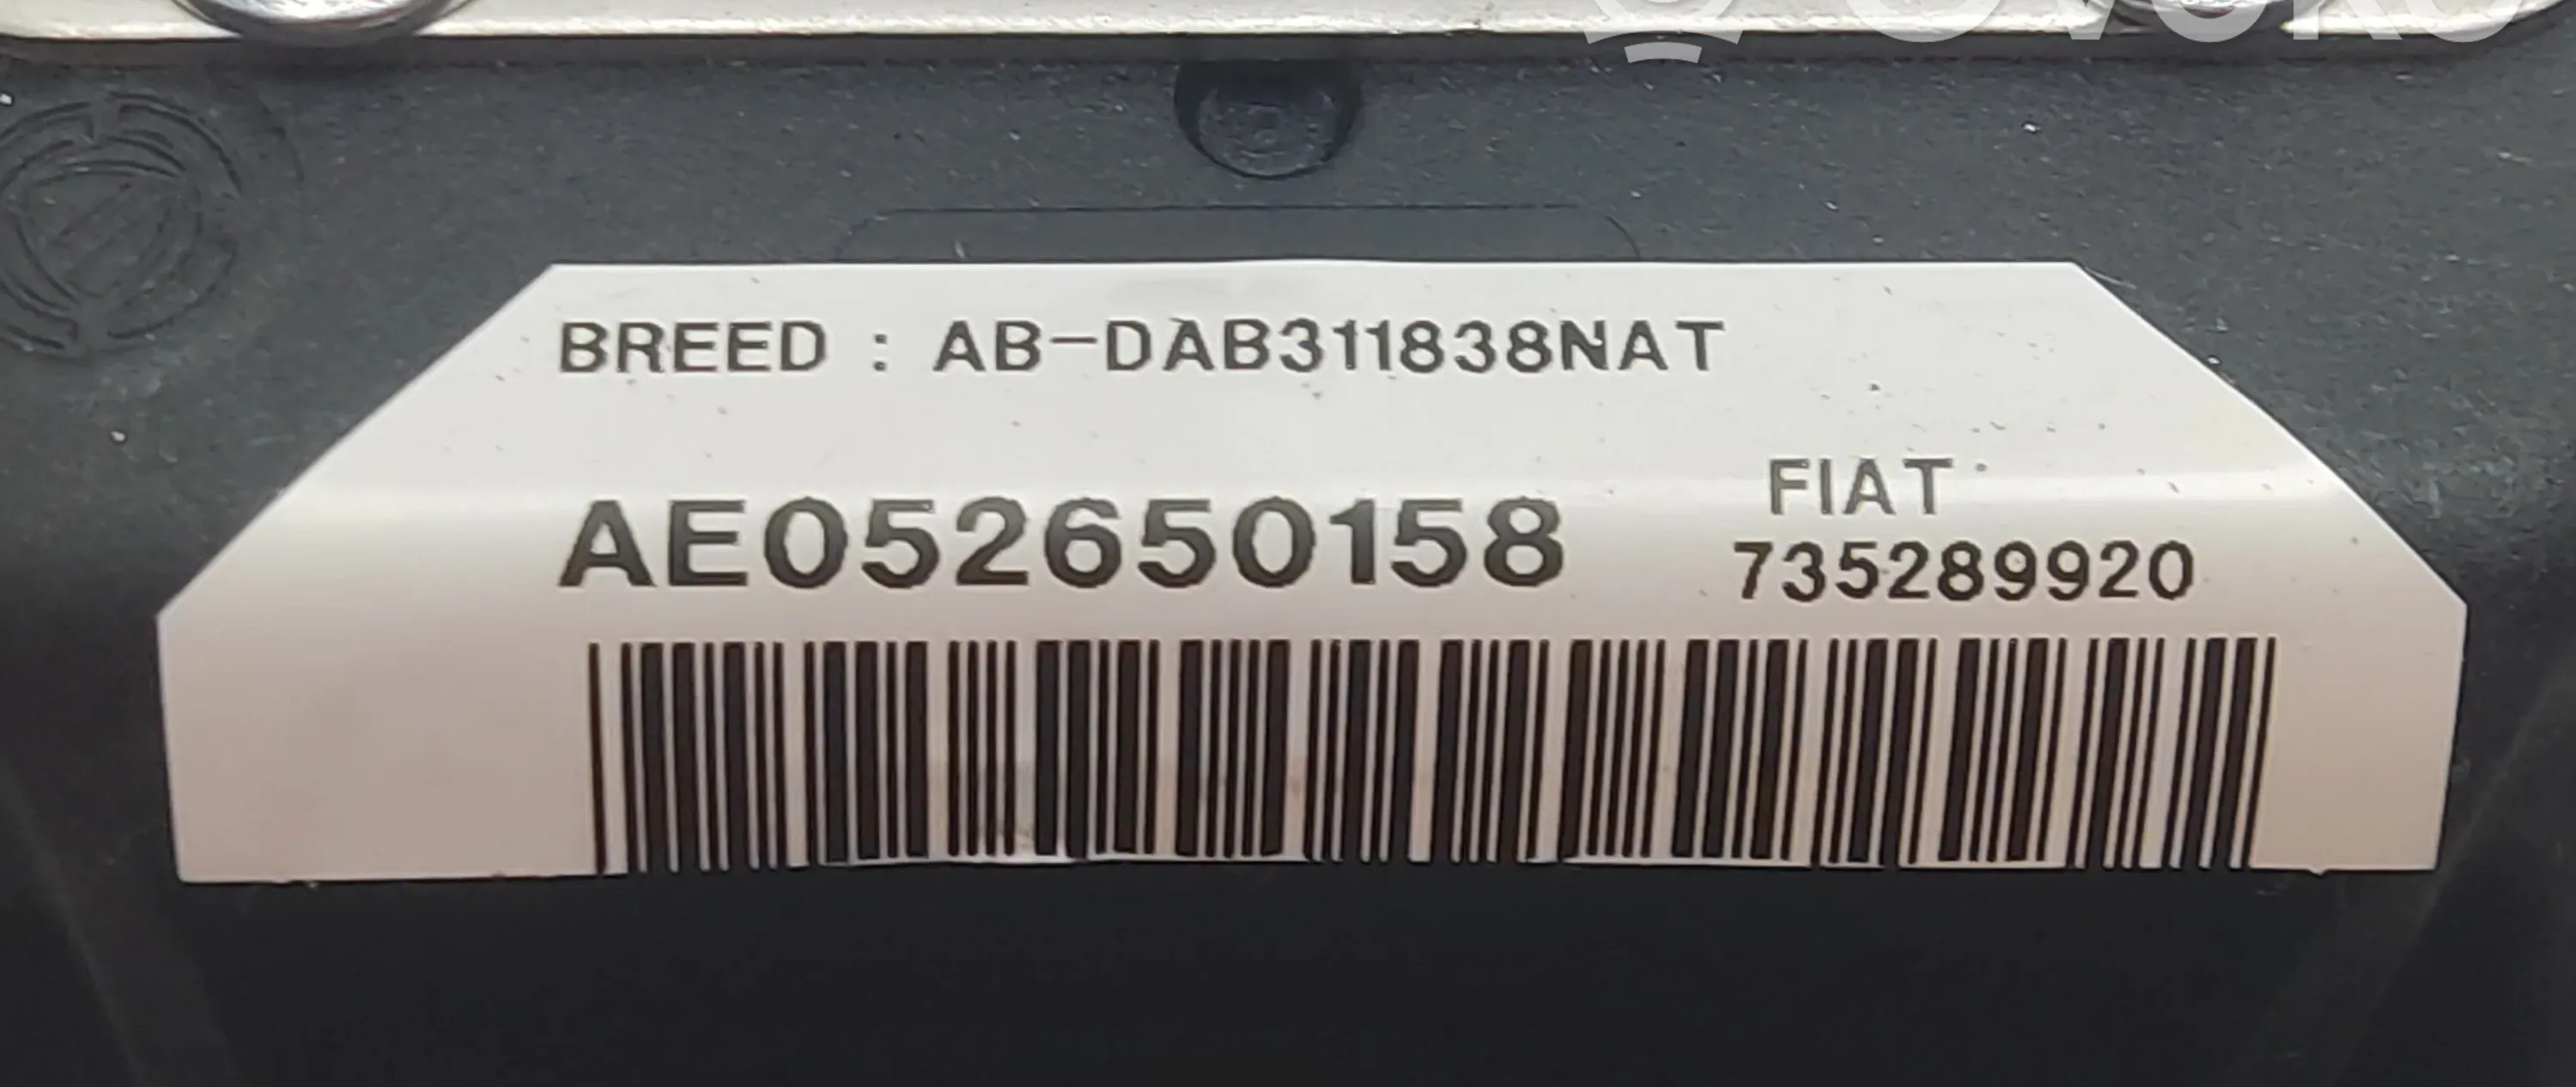 BREED : AB-DAB311838NAT
AE052650158
FIAT
735289920